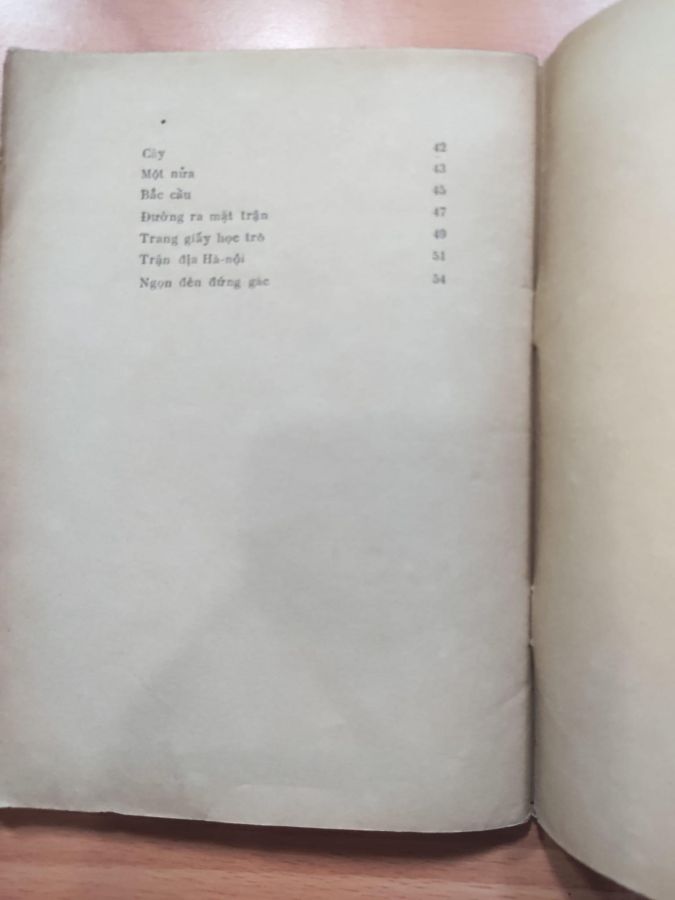 Cây 42
Một nửa 43
Bắc cầu 45
Đường ra mặt trận 47
Trang giấy học trò 49
Trận địa Hà-nội 51
Ngọn đèn đứng gác 54